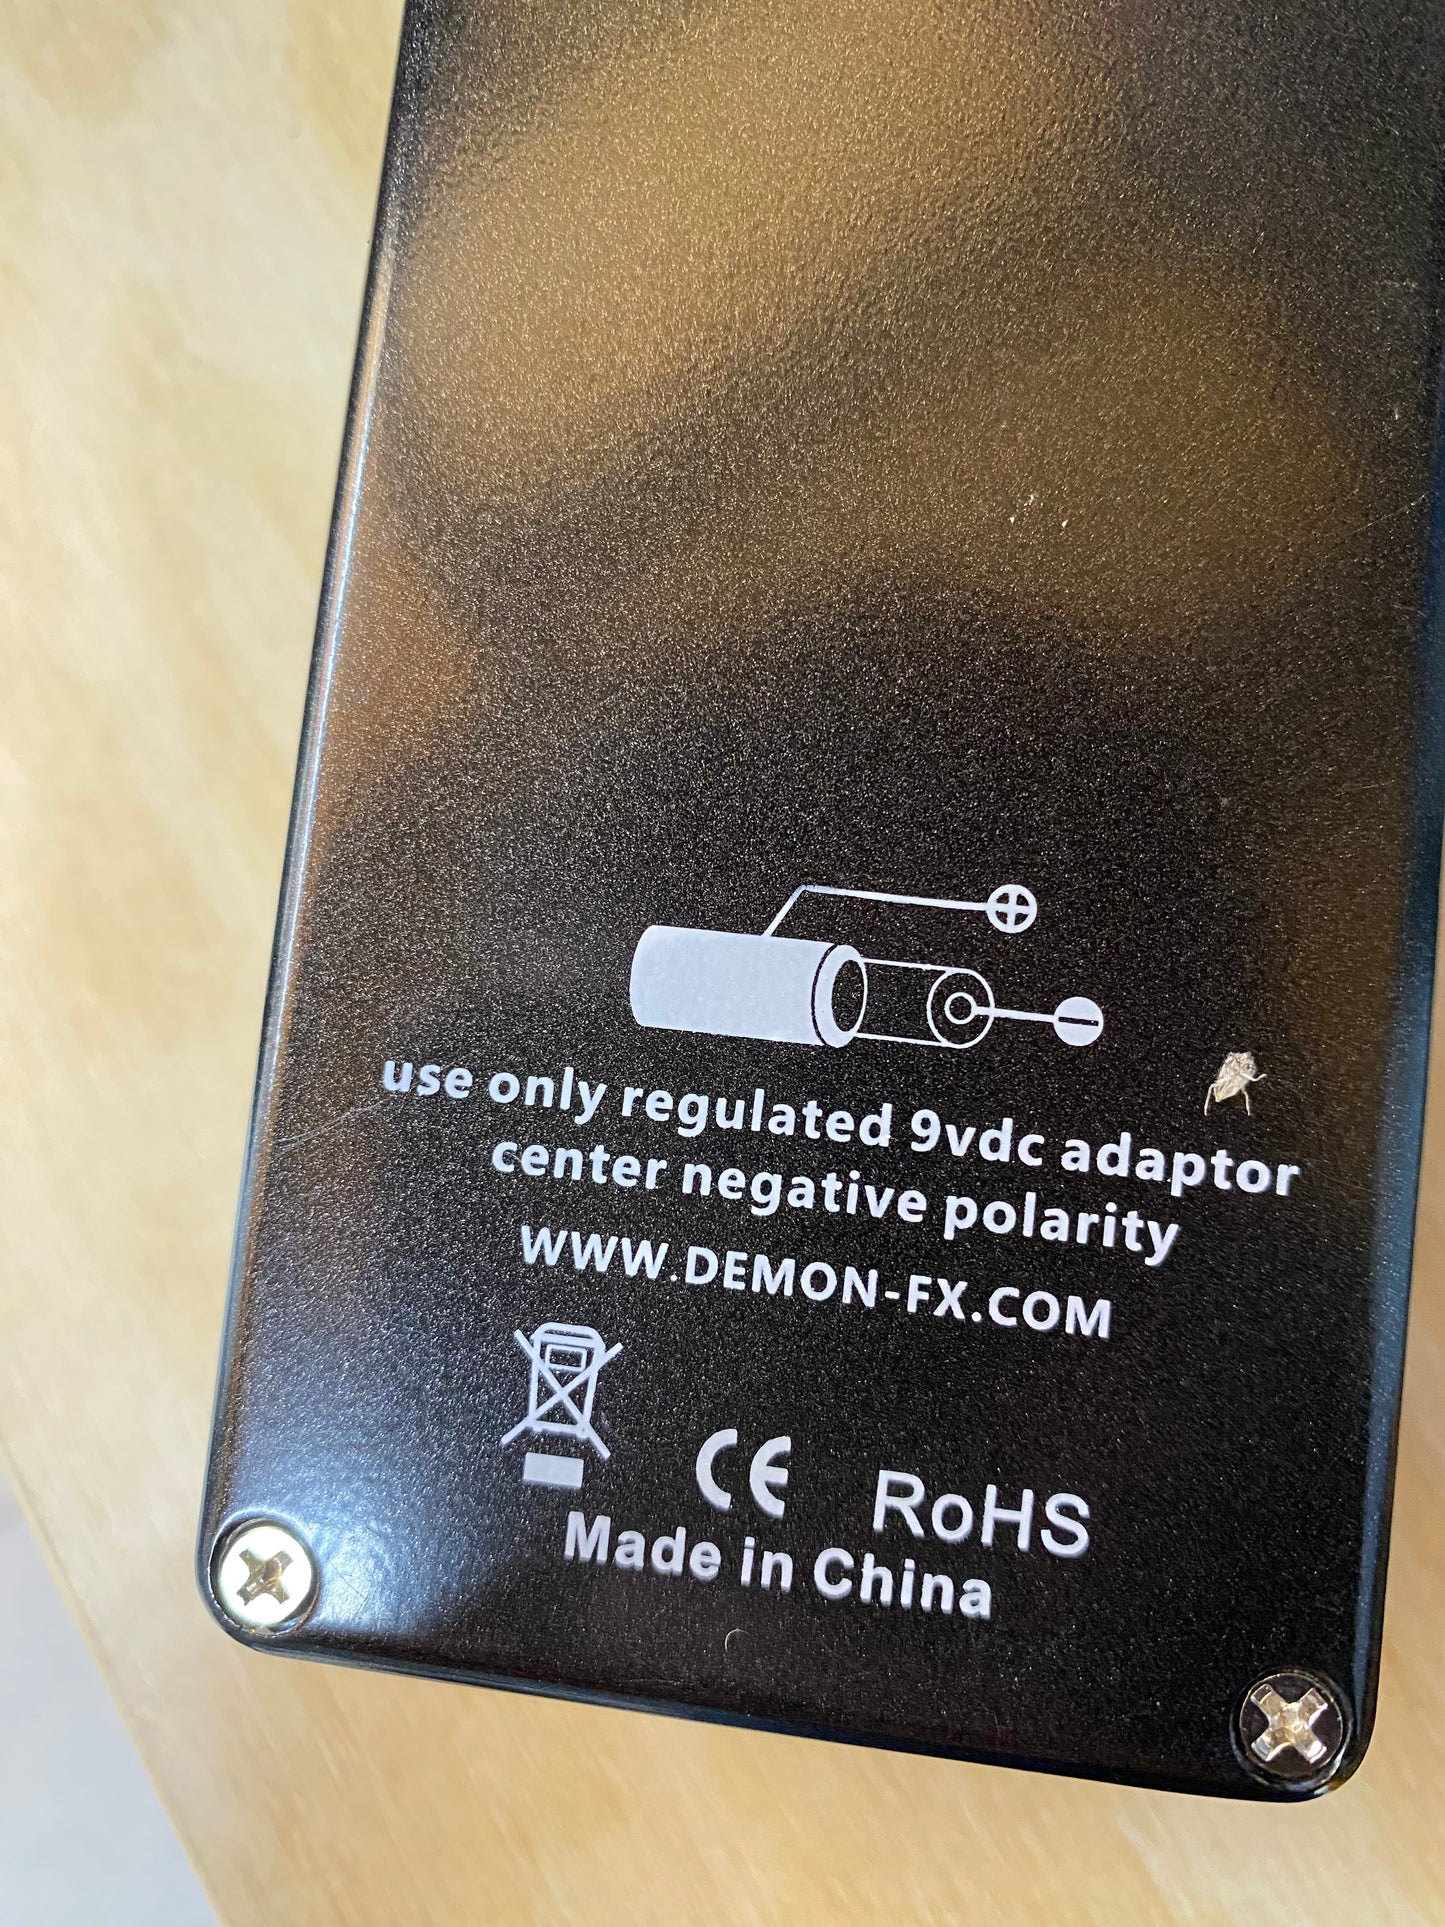 use only regulated 9vdc adaptor
center negative polarity
WWW.DEMON-FX.COM
CE RoHS
Made in China